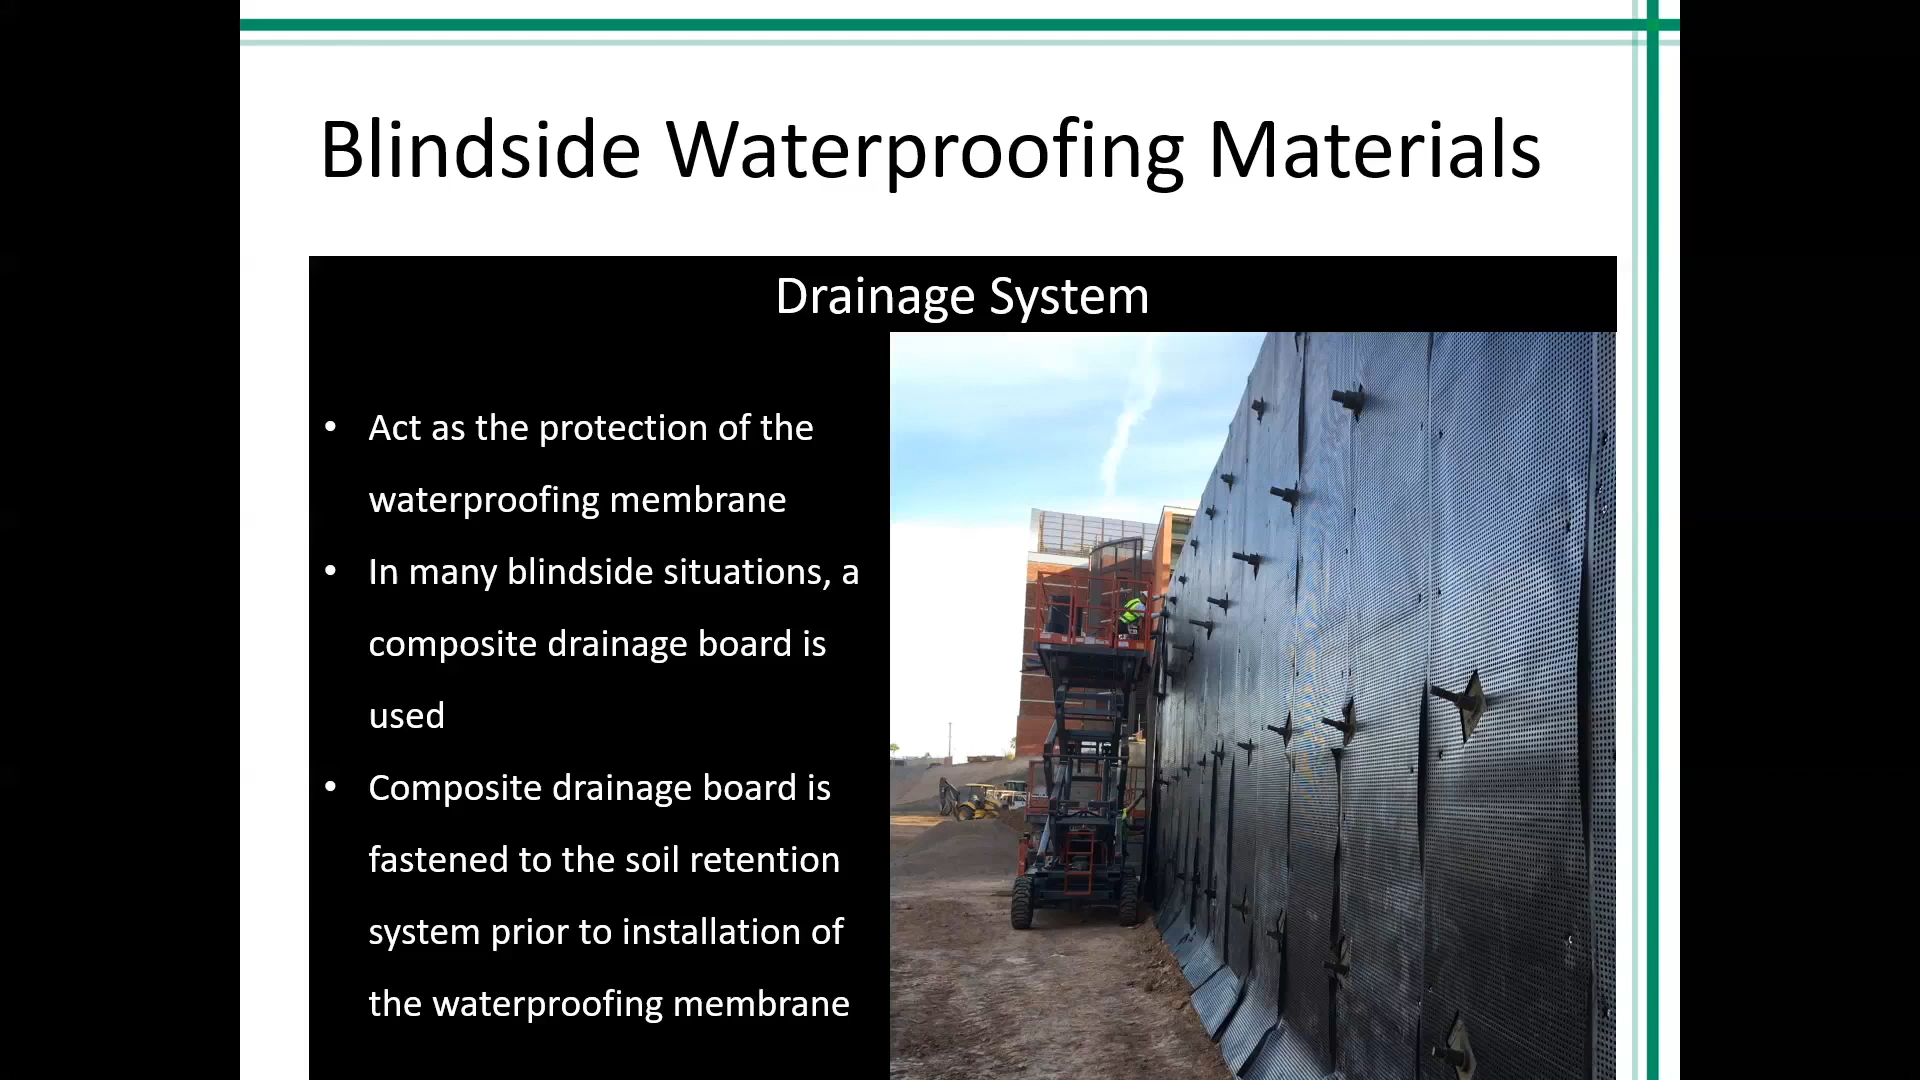 Blindside Waterproofing Materials
Drainage System
• Act as the protection of the
waterproofing membrane
• In many blindside situations, a
composite drainage board is
used
• Composite drainage board is
fastened to the soil retention
system prior to installation of
the waterproofing membrane